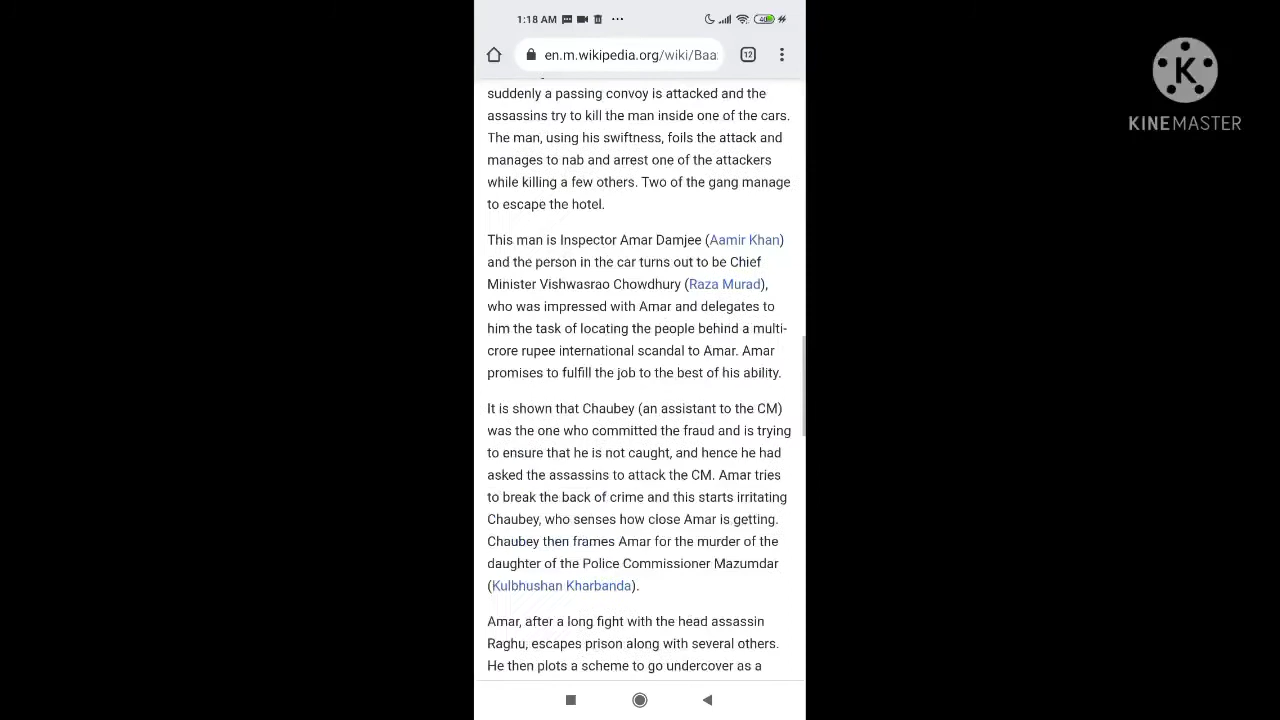 1:18 AM
40
en.m.wikipedia.org/wiki/Baa
12
suddenly a passing convoy is attacked and the
assassins try to kill the man inside one of the cars.
The man, using his swiftness, foils the attack and
manages to nab and arrest one of the attackers
while killing a few others. Two of the gang manage
to escape the hotel.
This man is Inspector Amar Damjee (Aamir Khan)
and the person in the car turns out to be Chief
Minister Vishwasrao Chowdhury (Raza Murad),
who was impressed with Amar and delegates to
him the task of locating the people behind a multi-
crore rupee international scandal to Amar. Amar
promises to fulfill the job to the best of his ability.
It is shown that Chaubey (an assistant to the CM)
was the one who committed the fraud and is trying
to ensure that he is not caught, and hence he had
asked the assassins to attack the CM. Amar tries
to break the back of crime and this starts irritating
Chaubey, who senses how close Amar is getting.
Chaubey then frames Amar for the murder of the
daughter of the Police Commissioner Mazumdar
(Kulbhushan Kharbanda).
Amar, after a long fight with the head assassin
Raghu, escapes prison along with several others.
He then plots a scheme to go undercover as a
K
KINEMASTER